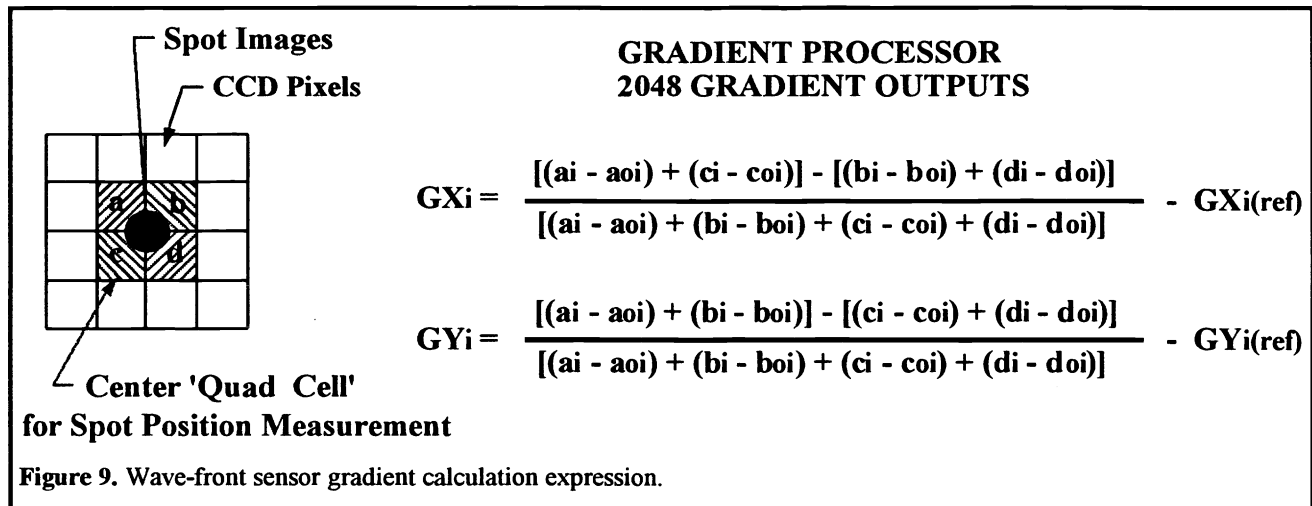 Spot Images
CCD Pixels
GRADIENT PROCESSOR
2048 GRADIENT OUTPUTS
a b
c d
GXi = [(ai - aoi) + (ci - coi)] - [(bi - boi) + (di - doi)] / [(ai - aoi) + (bi - boi) + (ci - coi) + (di - doi)] - GXi(ref)
GYi = [(ai - aoi) + (bi - boi)] - [(ci - coi) + (di - doi)] / [(ai - aoi) + (bi - boi) + (ci - coi) + (di - doi)] - GYi(ref)
Center 'Quad Cell'
for Spot Position Measurement
Figure 9. Wave-front sensor gradient calculation expression.